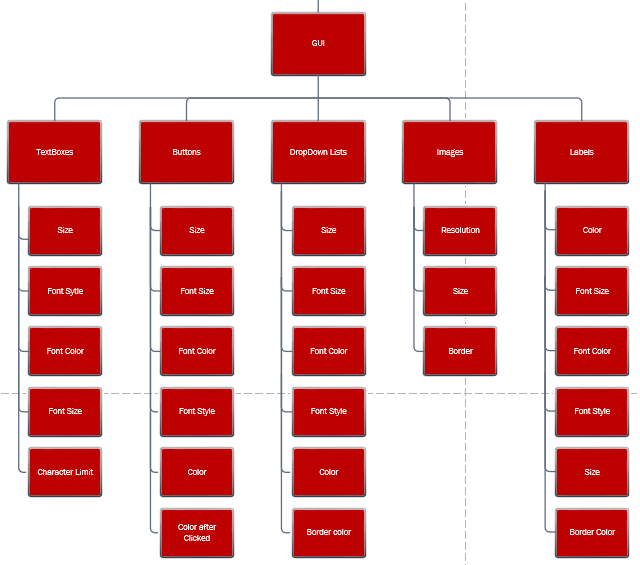 GUI
TextBoxes
Buttons
DropDown Lists
Images
Labels
Size
Size
Size
Resolution
Color
Font Sytle
Font Size
Font Size
Size
Font Size
Font Color
Font Color
Font Color
Border
Font Color
Font Size
Font Style
Font Style
Font Style
Character Limit
Color
Color
Size
Color after
Clicked
Border color
Border Color